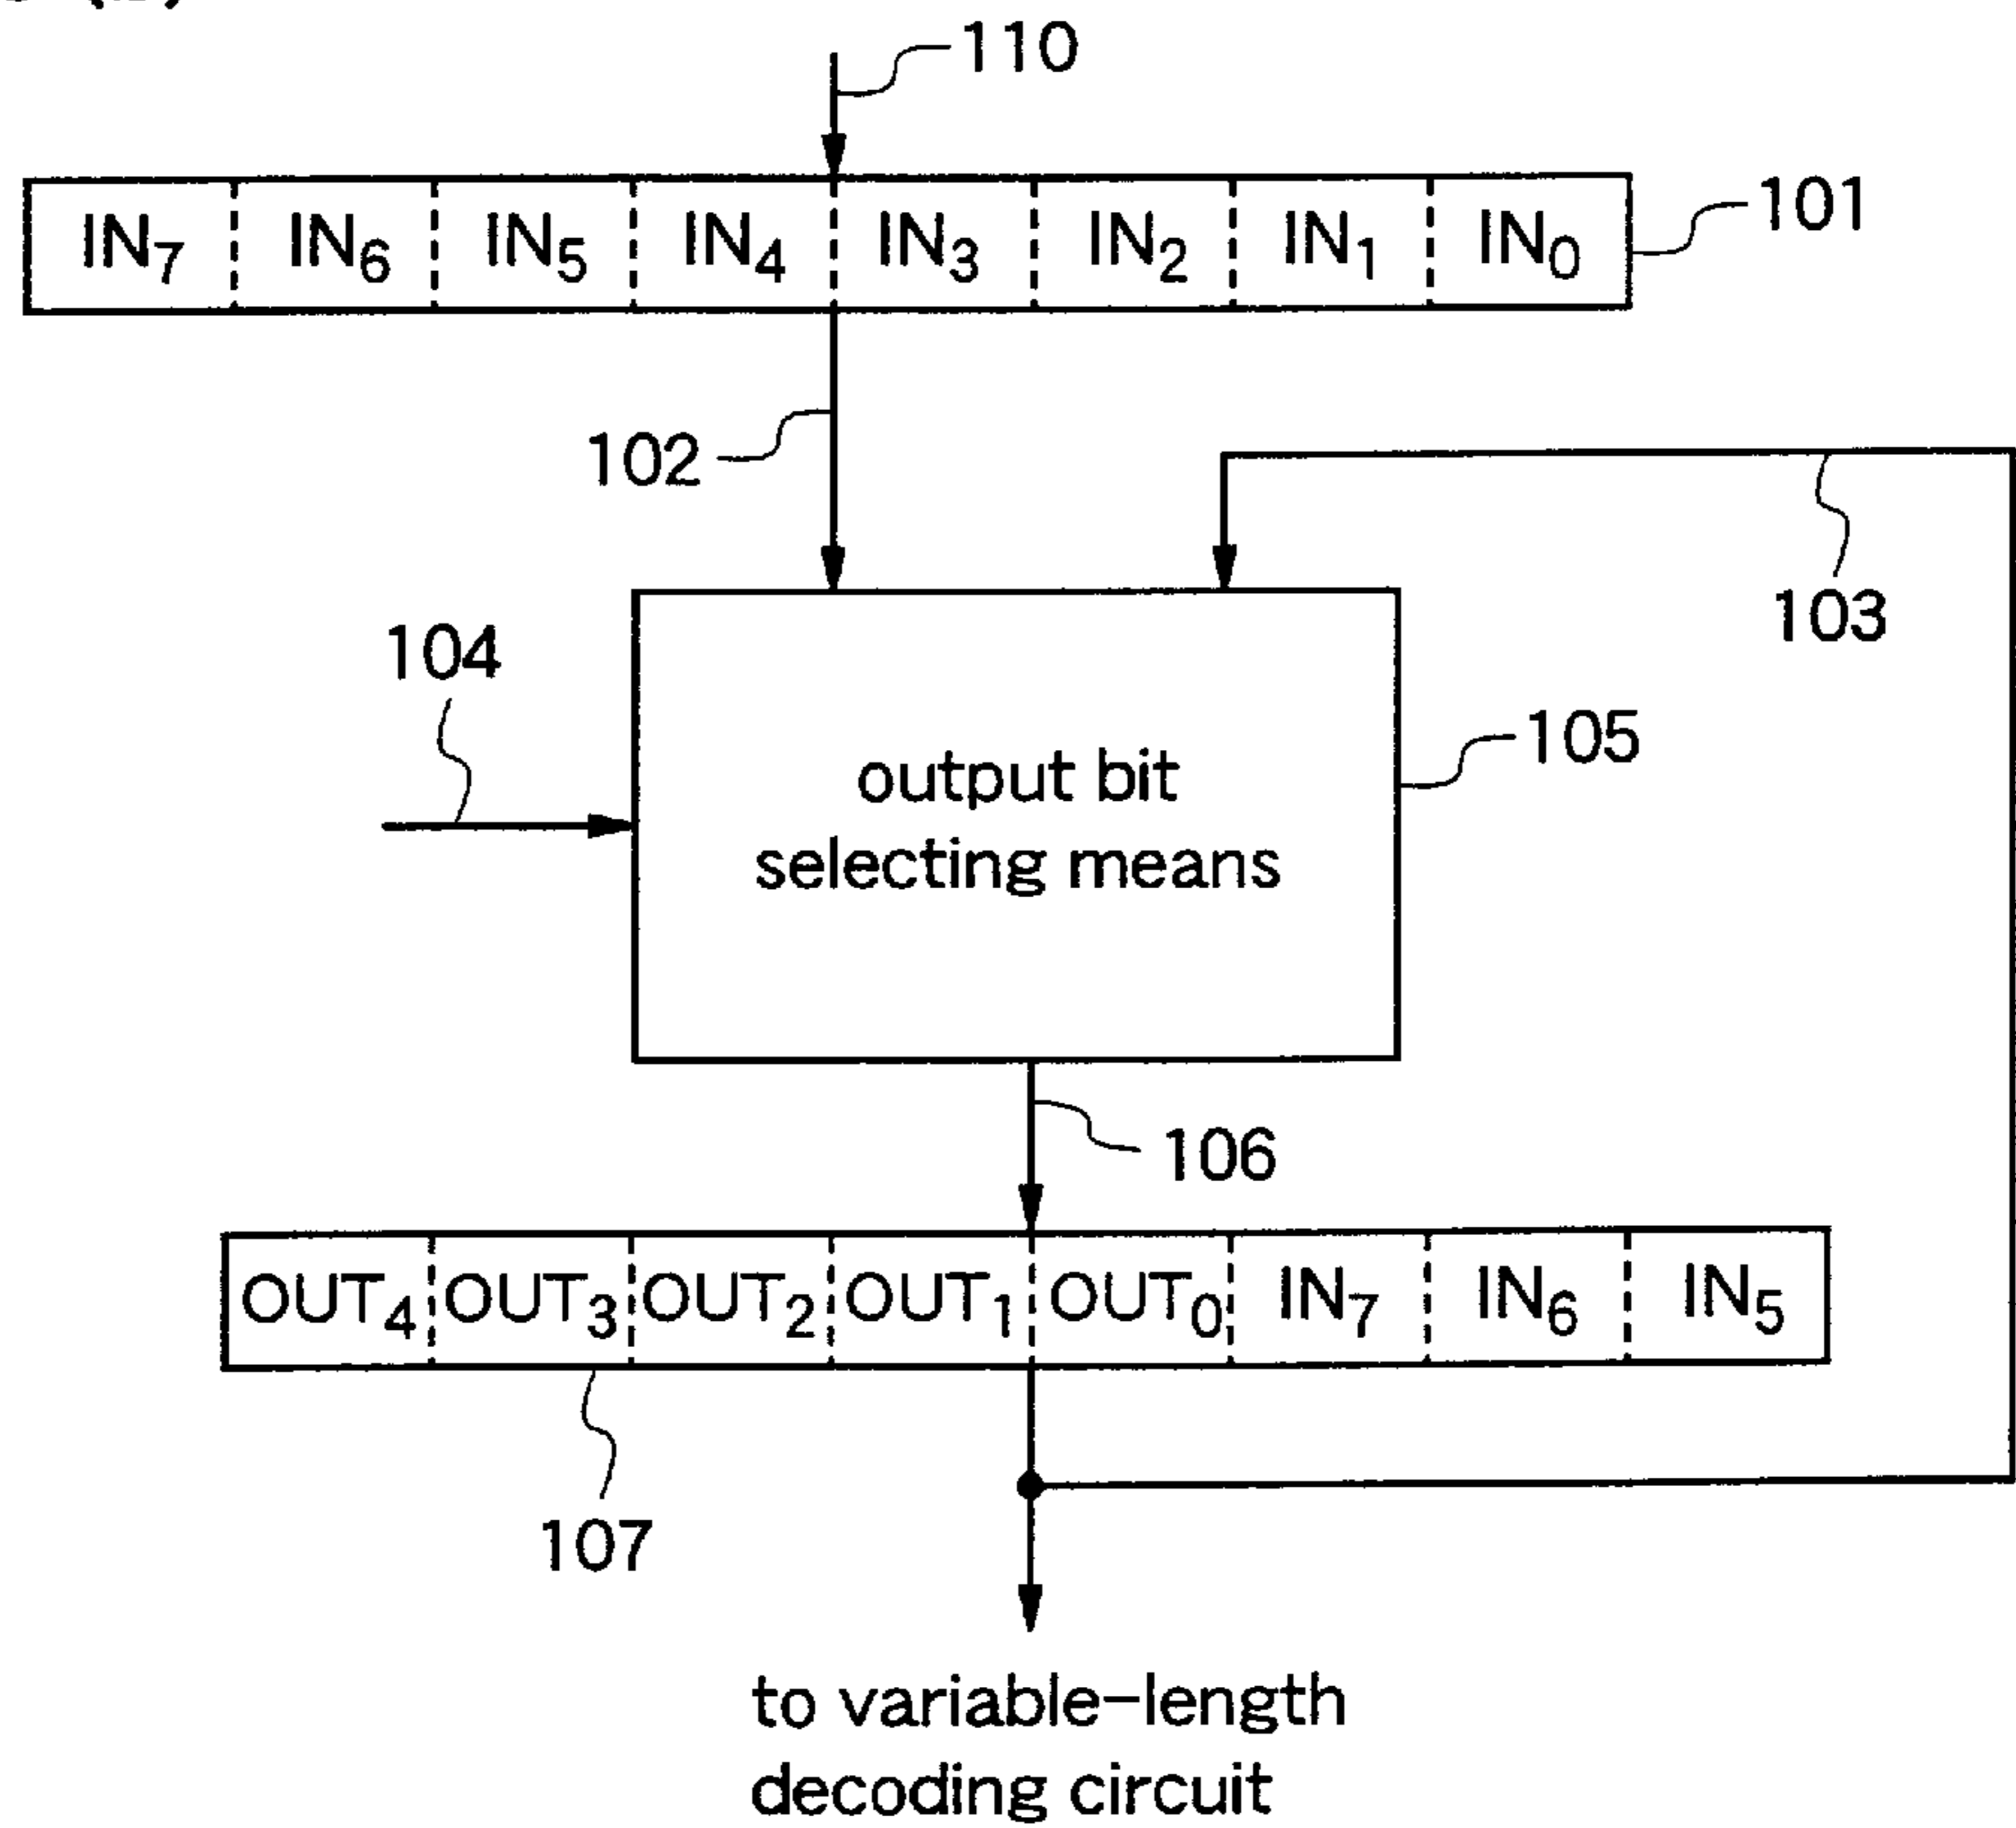 110
IN7 IN6 IN5 IN4 IN3 IN2 IN1 IN0
101
102
103
104
105
output bit
selecting means
106
OUT4 OUT3 OUT2 OUT1 OUT0 IN7 IN6 IN5
107
to variable-length
decoding circuit